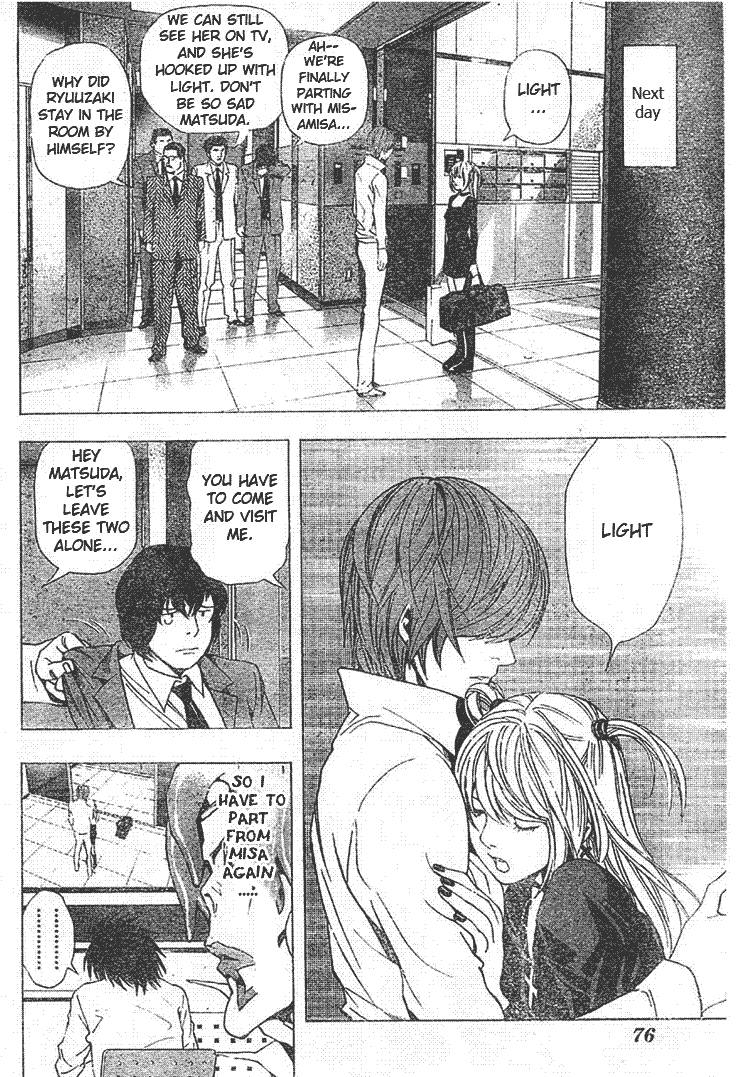 Next
day
LIGHT
...
AH--
WE'RE
FINALLY
PARTING
WITH MIS-
AMISA...
WE CAN STILL
SEE HER ON TV,
AND SHE'S
HOOKED UP WITH
LIGHT. DON'T
BE SO SAD
MATSUDA.
WHY DID
RYUUZAKI
STAY IN THE
ROOM BY
HIMSELF?
LIGHT
YOU HAVE
TO COME
AND VISIT
ME.
HEY
MATSUDA,
LET'S
LEAVE
THESE TWO
ALONE...
SO I
HAVE TO
PART
FROM
MISA
AGAIN
.....
76